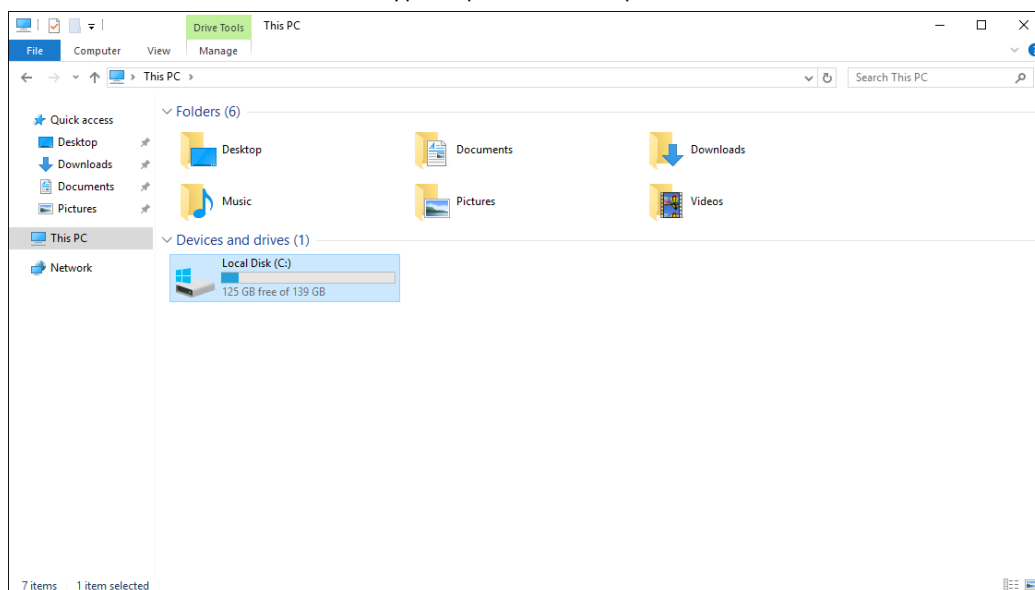 Drive Tools
This PC
File
Computer
View
Manage
This PC
Search This PC
Quick access
Desktop
Downloads
Documents
Pictures
This PC
Network
Folders (6)
Desktop
Documents
Downloads
Music
Pictures
Videos
Devices and drives (1)
Local Disk (C:)
125 GB free of 139 GB
7 items
1 item selected